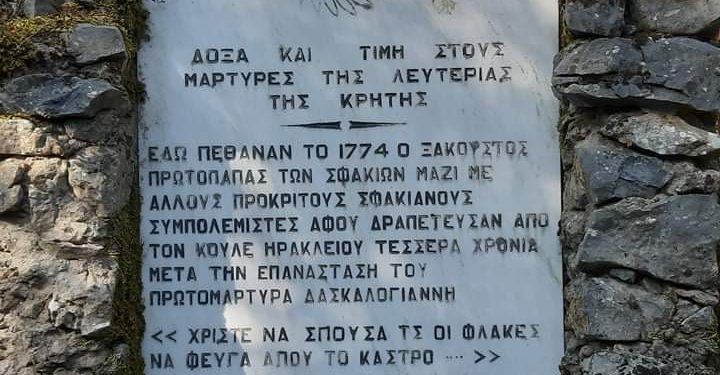 ΔΟΞΑ ΚΑΙ ΤΙΜΗ ΣΤΟΥΣ
ΜΑΡΤΥΡΕΣ ΤΗΣ ΛΕΥΤΕΡΙΑΣ
ΤΗΣ ΚΡΗΤΗΣ
ΕΔΩ ΠΕΘΑΝΑΝ ΤΟ 1774 Ο ΞΑΚΟΥΣΤΟΣ
ΠΡΩΤΟΠΑΠΑΣ ΤΩΝ ΣΦΑΚΙΩΝ ΜΑΖΙ ΜΕ
ΑΛΛΟΥΣ ΠΡΟΚΡΙΤΟΥΣ ΣΦΑΚΙΑΝΟΥΣ
ΣΥΜΠΟΛΕΜΙΣΤΕΣ ΑΦΟΥ ΔΡΑΠΕΤΕΥΣΑΝ ΑΠΟ
ΤΟΝ ΚΟΥΛΕ ΗΡΑΚΛΕΙΟΥ ΤΕΣΣΕΡΑ ΧΡΟΝΙΑ
ΜΕΤΑ ΤΗΝ ΕΠΑΝΑΣΤΑΣΗ ΤΟΥ
ΠΡΩΤΟΜΑΡΤΥΡΑ ΔΑΣΚΑΛΟΓΙΑΝΝΗ
<< ΧΡΙΣΤΕ ΝΑ ΣΠΟΥΣΑ ΤΣ ΟΙ ΦΛΑΚΕΣ
ΝΑ ΦΕΥΓΑ ΑΠΟΥ ΤΟ ΚΑΣΤΡΟ .... >>